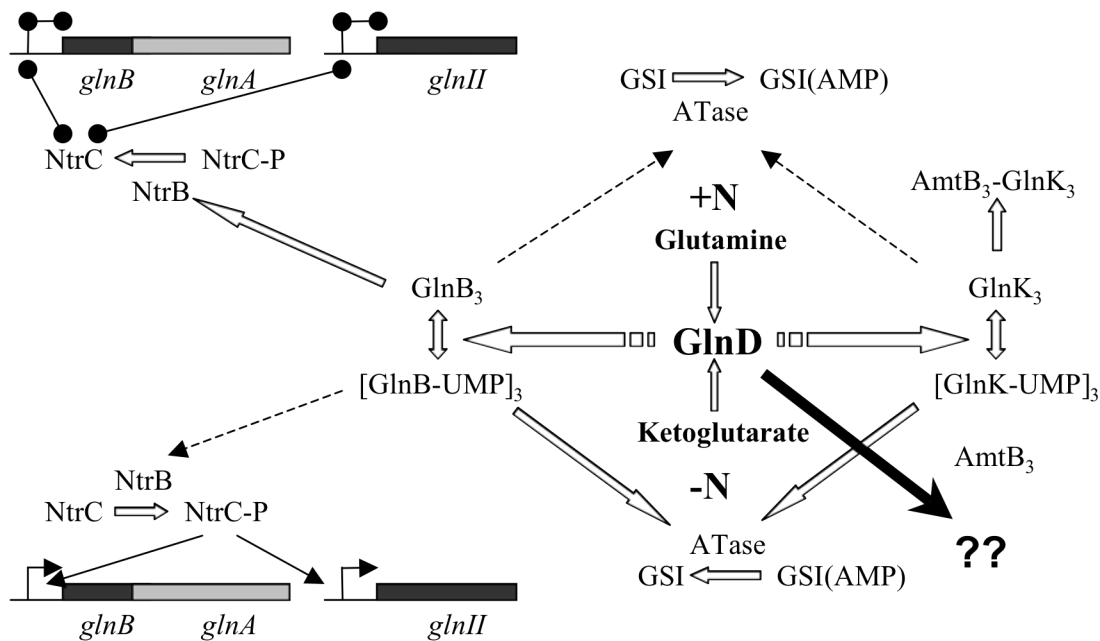 glnB glnA glnII
GSI GSI(AMP)
ATase
NtrC NtrC-P
NtrB
AmtB₃-GlnK₃
+N
Glutamine
GlnB₃ GlnK₃
GlnD
[GlnB-UMP]₃ [GlnK-UMP]₃
Ketoglutarate
AmtB₃
-N
NtrB
NtrC NtrC-P
ATase
??
GSI GSI(AMP)
glnB glnA glnII